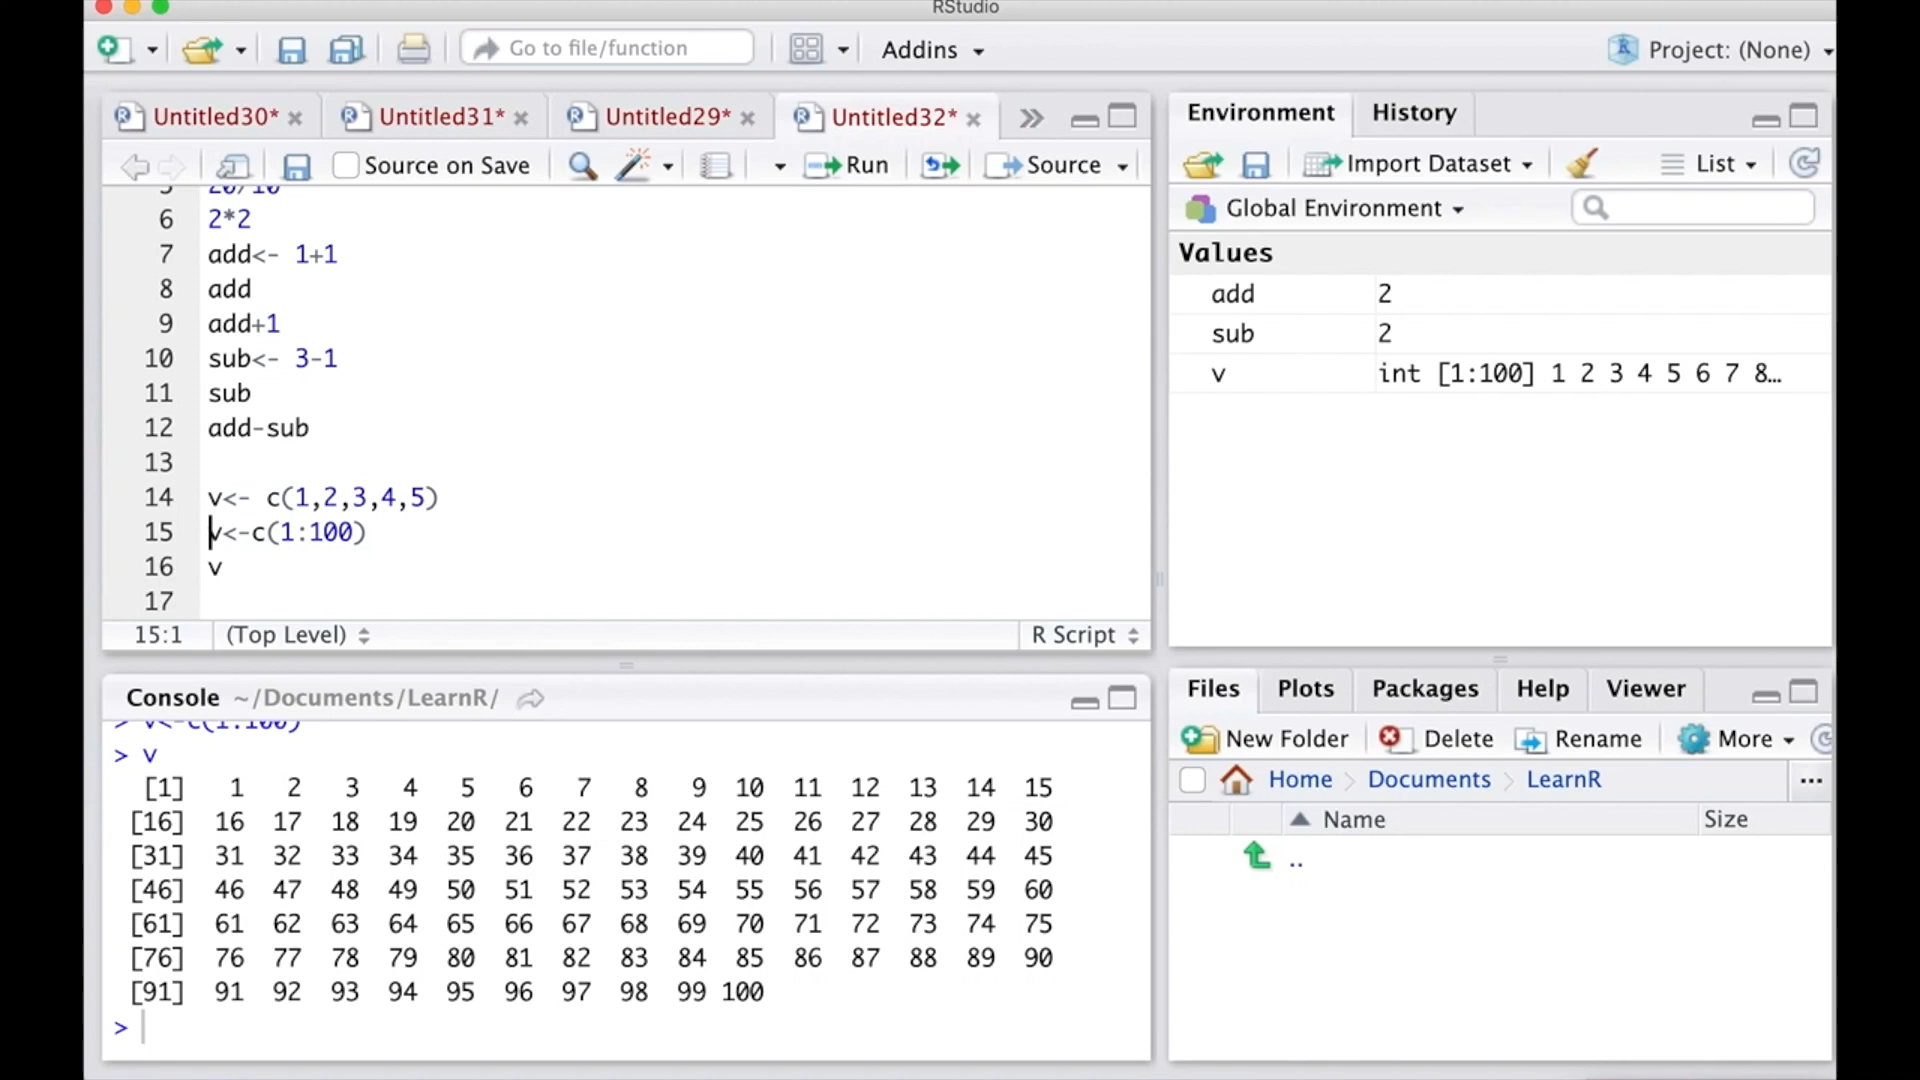 RStudio
Go to file/function
Addins
Project: (None)
Untitled30*
Untitled31*
Untitled29*
Untitled32*
Source on Save
Run
Source
5 20/10
6 2*2
7 add<- 1+1
8 add
9 add+1
10 sub<- 3-1
11 sub
12 add-sub
13
14 v<- c(1,2,3,4,5)
15 v<-c(1:100)
16 v
17
15:1 (Top Level) R Script
Console ~/Documents/LearnR/
> v<-c(1:100)
> v
[1] 1 2 3 4 5 6 7 8 9 10 11 12 13 14 15
[16] 16 17 18 19 20 21 22 23 24 25 26 27 28 29 30
[31] 31 32 33 34 35 36 37 38 39 40 41 42 43 44 45
[46] 46 47 48 49 50 51 52 53 54 55 56 57 58 59 60
[61] 61 62 63 64 65 66 67 68 69 70 71 72 73 74 75
[76] 76 77 78 79 80 81 82 83 84 85 86 87 88 89 90
[91] 91 92 93 94 95 96 97 98 99 100
>
Environment History
Import Dataset List
Global Environment
Values
add 2
sub 2
v int [1:100] 1 2 3 4 5 6 7 8…
Files Plots Packages Help Viewer
New Folder Delete Rename More
Home Documents LearnR ...
Name Size
..